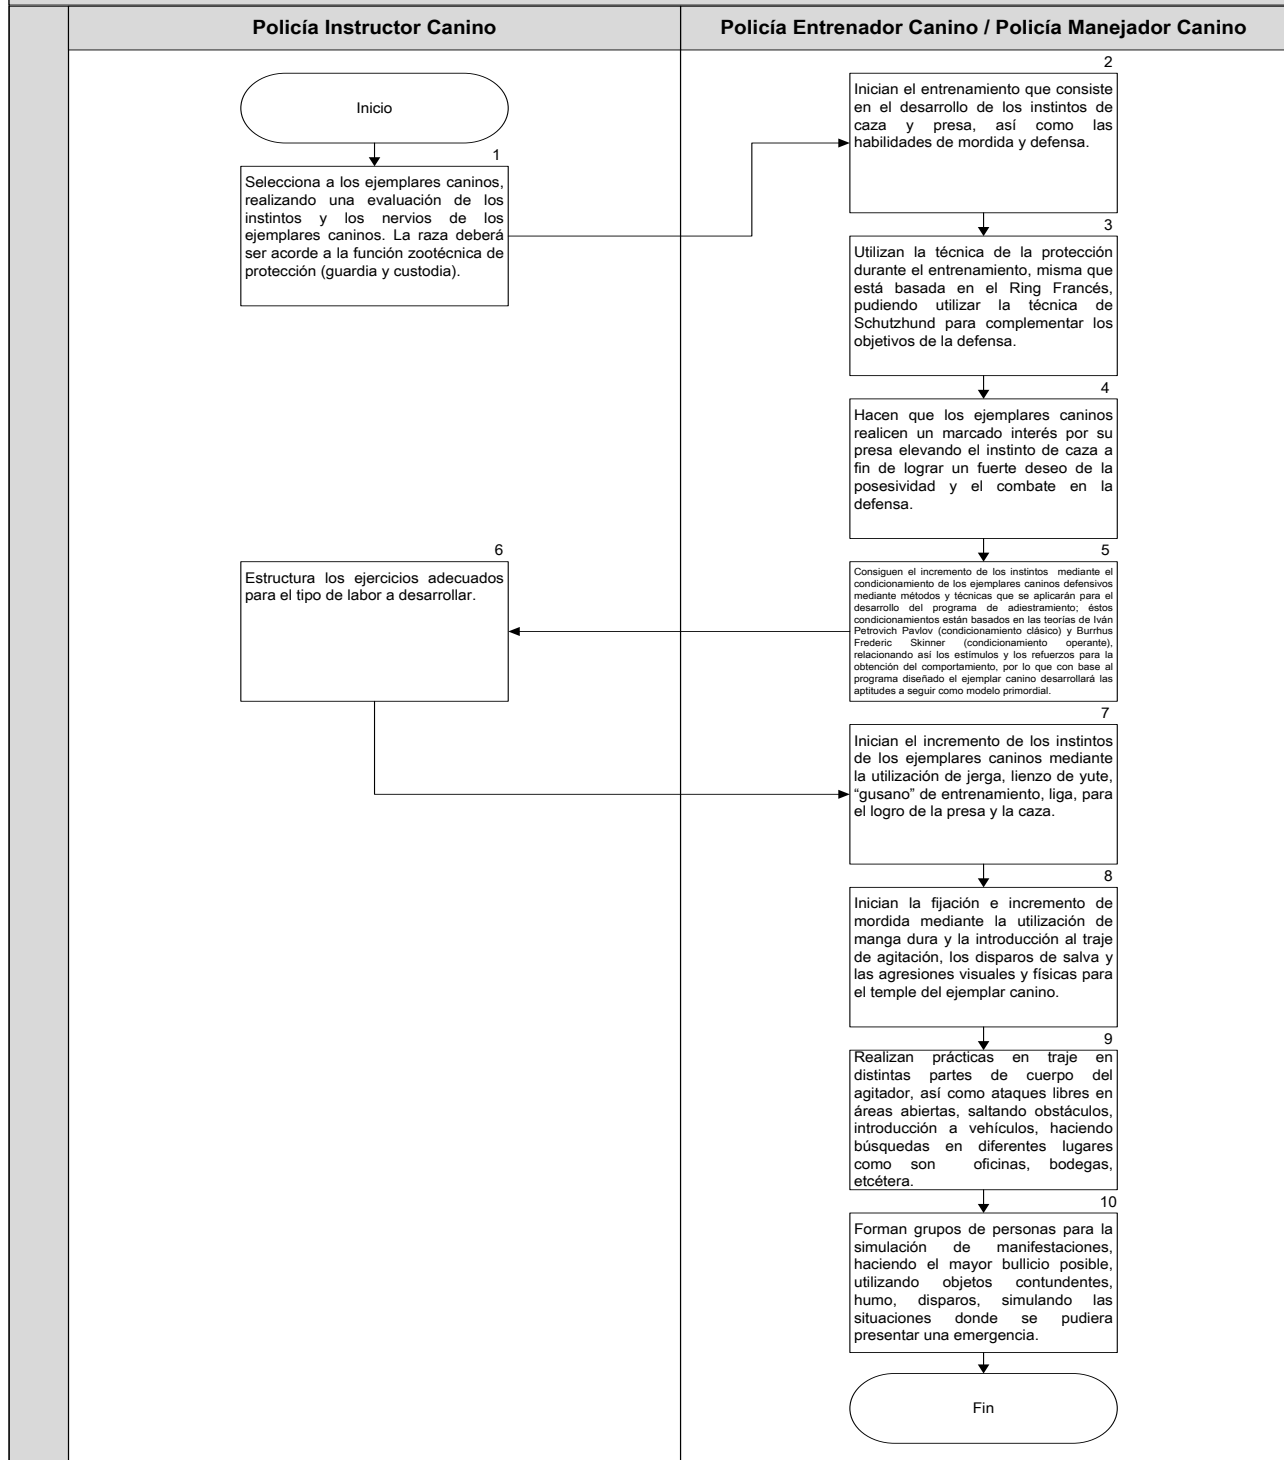 Policía Instructor Canino
Policía Entrenador Canino / Policía Manejador Canino
Inicio
1
Selecciona a los ejemplares caninos,
realizando una evaluación de los
instintos y los nervios de los
ejemplares caninos. La raza deberá
ser acorde a la función zootécnica de
protección (guardia y custodia).
2
Inician el entrenamiento que consiste
en el desarrollo de los instintos de
caza y presa, así como las
habilidades de mordida y defensa.
3
Utilizan la técnica de la protección
durante el entrenamiento, misma que
está basada en el Ring Francés,
pudiendo utilizar la técnica de
Schutzhund para complementar los
objetivos de la defensa.
4
Hacen que los ejemplares caninos
realicen un marcado interés por su
presa elevando el instinto de caza a
fin de lograr un fuerte deseo de la
posesividad y el combate en la
defensa.
5
Consiguen el incremento de los instintos mediante el
condicionamiento de los ejemplares caninos defensivos
mediante métodos y técnicas que se aplicarán para el
desarrollo del programa de adiestramiento; éstos
condicionamientos están basados en las teorías de Iván
Petrovich Pavlov (condicionamiento clásico) y Burrhus
Frederic Skinner (condicionamiento operante),
relacionando así los estímulos y los refuerzos para la
obtención del comportamiento, por lo que con base al
programa diseñado el ejemplar canino desarrollará las
aptitudes a seguir como modelo primordial.
6
Estructura los ejercicios adecuados
para el tipo de labor a desarrollar.
7
Inician el incremento de los instintos
de los ejemplares caninos mediante
la utilización de jerga, lienzo de yute,
“gusano” de entrenamiento, liga, para
el logro de la presa y la caza.
8
Inician la fijación e incremento de
mordida mediante la utilización de
manga dura y la introducción al traje
de agitación, los disparos de salva y
las agresiones visuales y físicas para
el temple del ejemplar canino.
9
Realizan prácticas en traje en
distintas partes de cuerpo del
agitador, así como ataques libres en
áreas abiertas, saltando obstáculos,
introducción a vehículos, haciendo
búsquedas en diferentes lugares
como son oficinas, bodegas,
etcétera.
10
Forman grupos de personas para la
simulación de manifestaciones,
haciendo el mayor bullicio posible,
utilizando objetos contundentes,
humo, disparos, simulando las
situaciones donde se pudiera
presentar una emergencia.
Fin